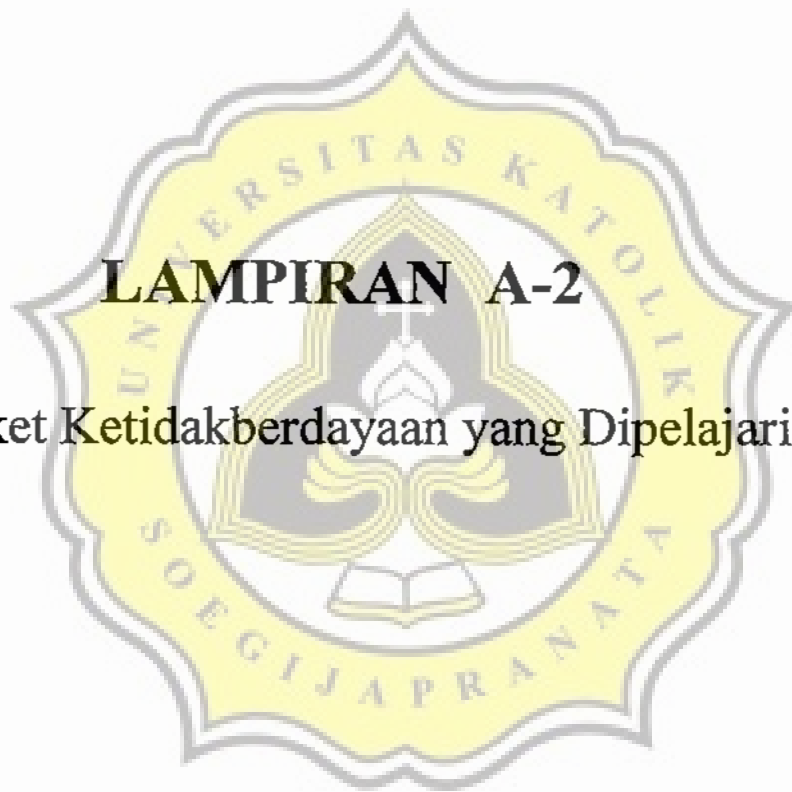 UNIVERSITAS KATOLIK
LAMPIRAN A-2
ket Ketidakberdayaan yang Dipelajari
SOEGIJAPRANATA